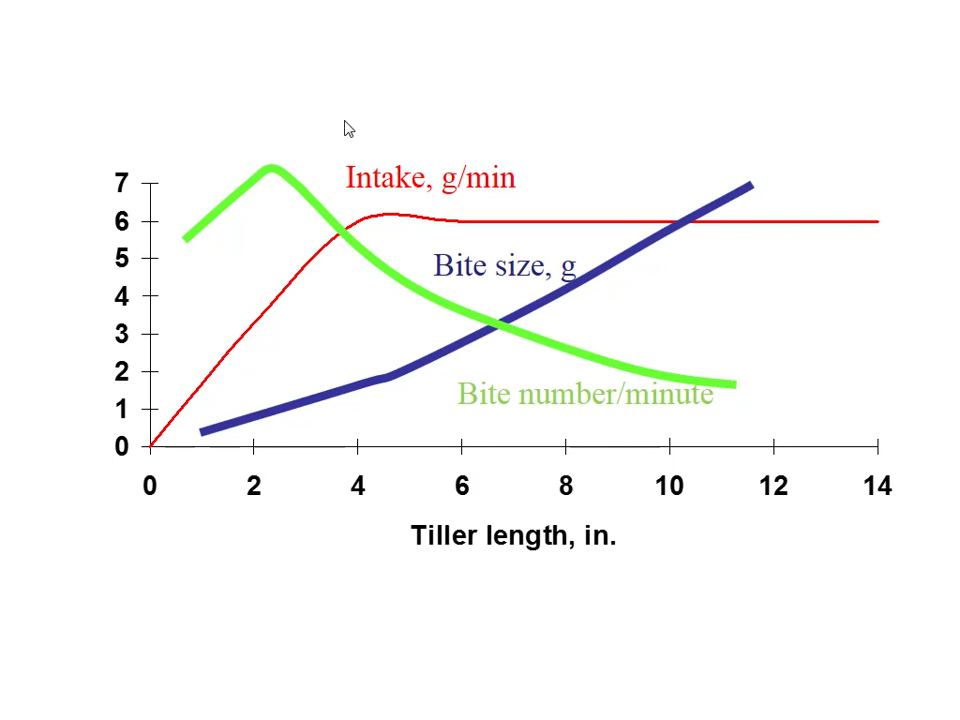 Intake, g/min
7
6
5
4
3
2
1
0
Bite size, g
Bite number/minute
0 2 4 6 8 10 12 14
Tiller length, in.